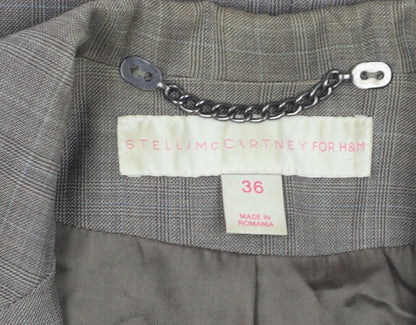 STELLA McCARTNEY FOR H&M
36
MADE IN
ROMANIA